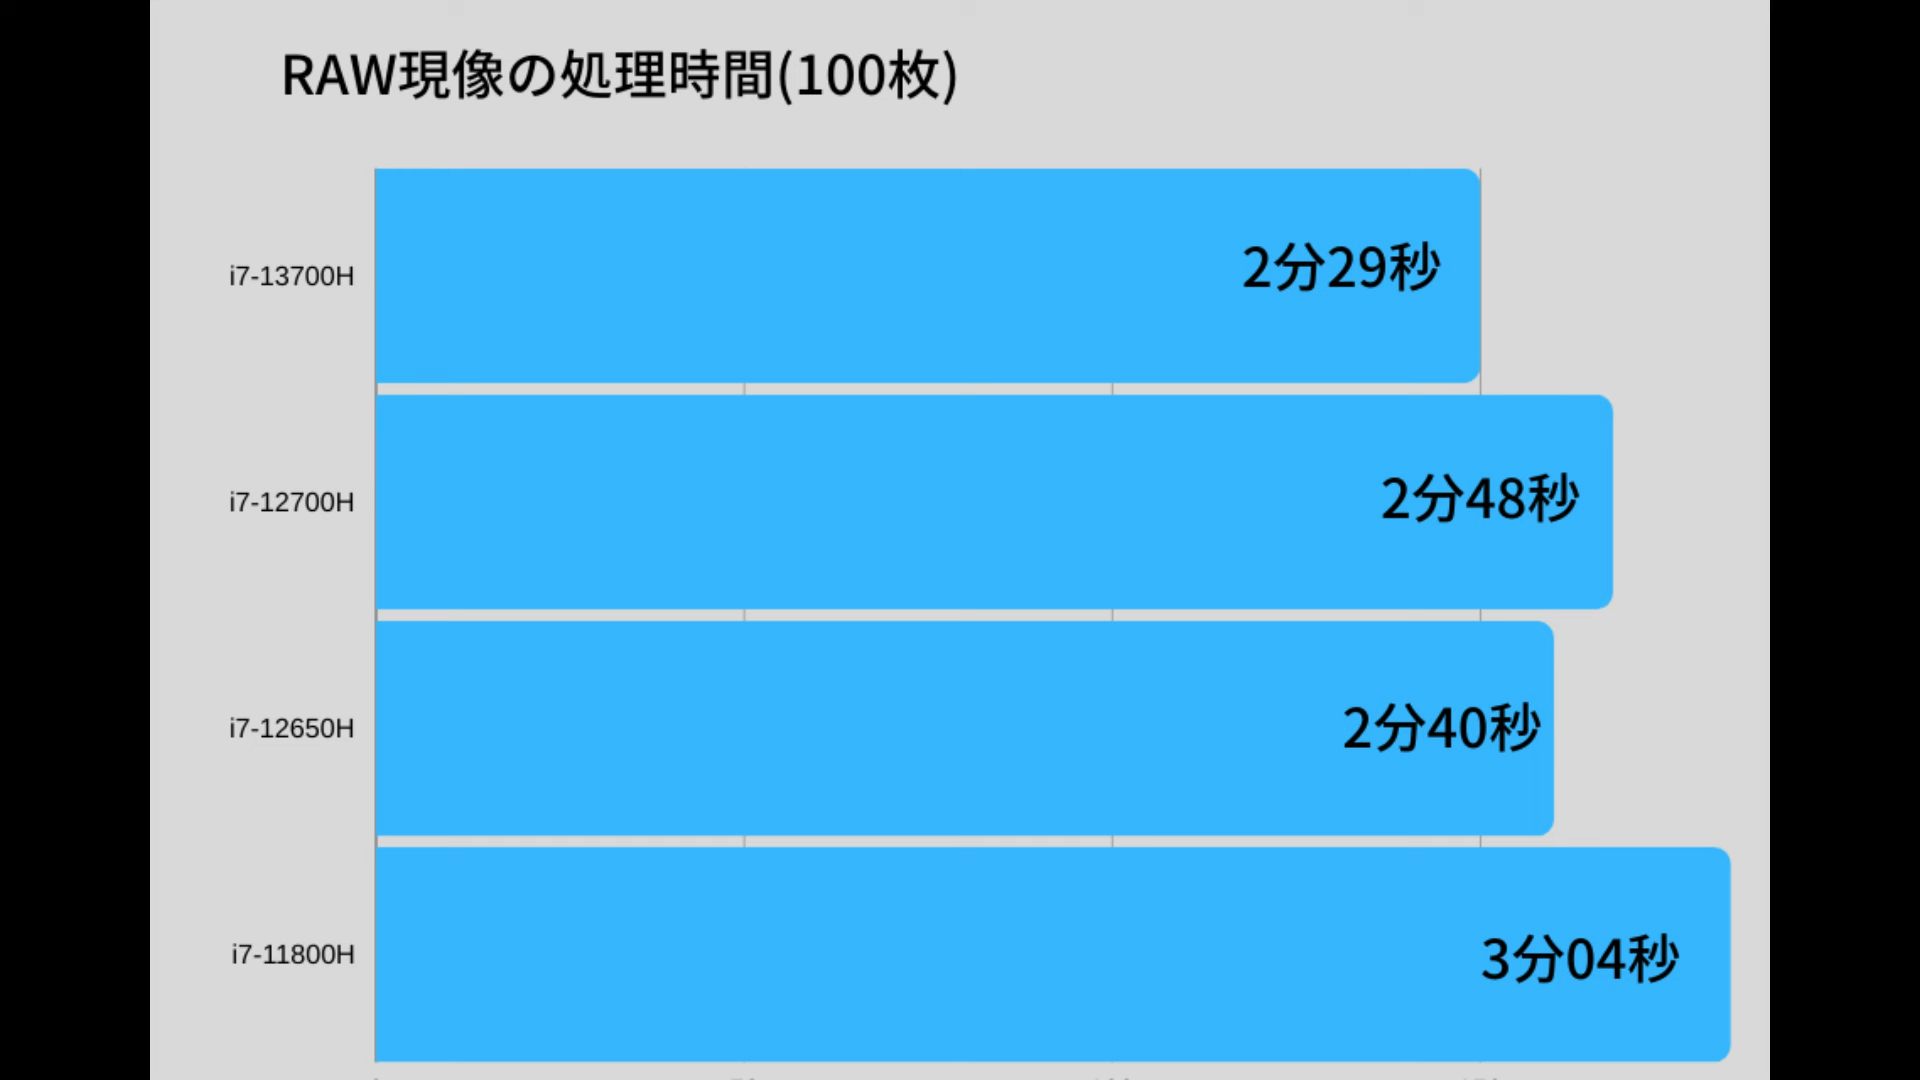 RAW現像の処理時間(100枚)
i7-13700H
2分29秒
i7-12700H
2分48秒
i7-12650H
2分40秒
i7-11800H
3分04秒